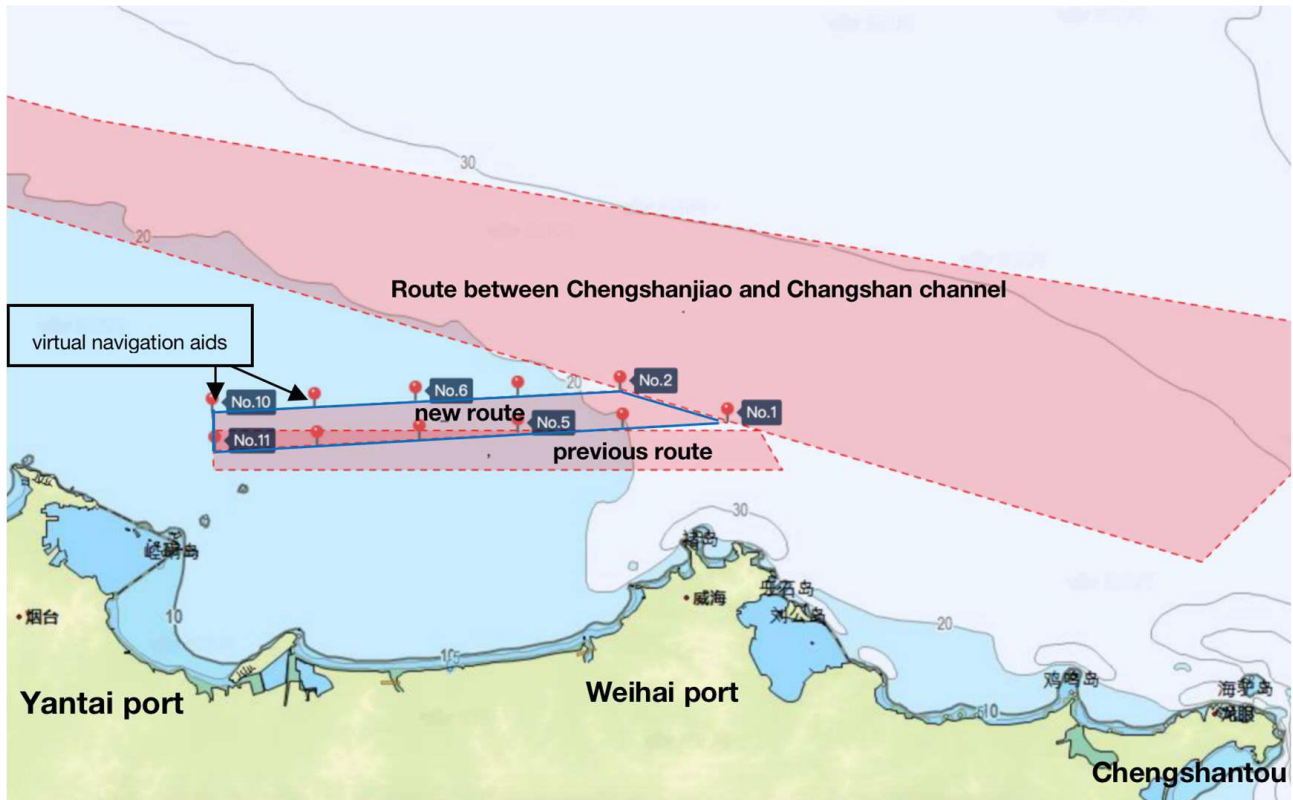 30
20
Route between Chengshanjiao and Changshan channel
virtual navigation aids
No.2
20
No.6
No.10
new route
No.1
No.5
No.11
previous route
30
褚岛
崆峒岛
威海
刘公岛
10
烟台
20
鸡鸣岛
海驴岛
龙眼
10
Yantai port
Weihai port
Chengshantou